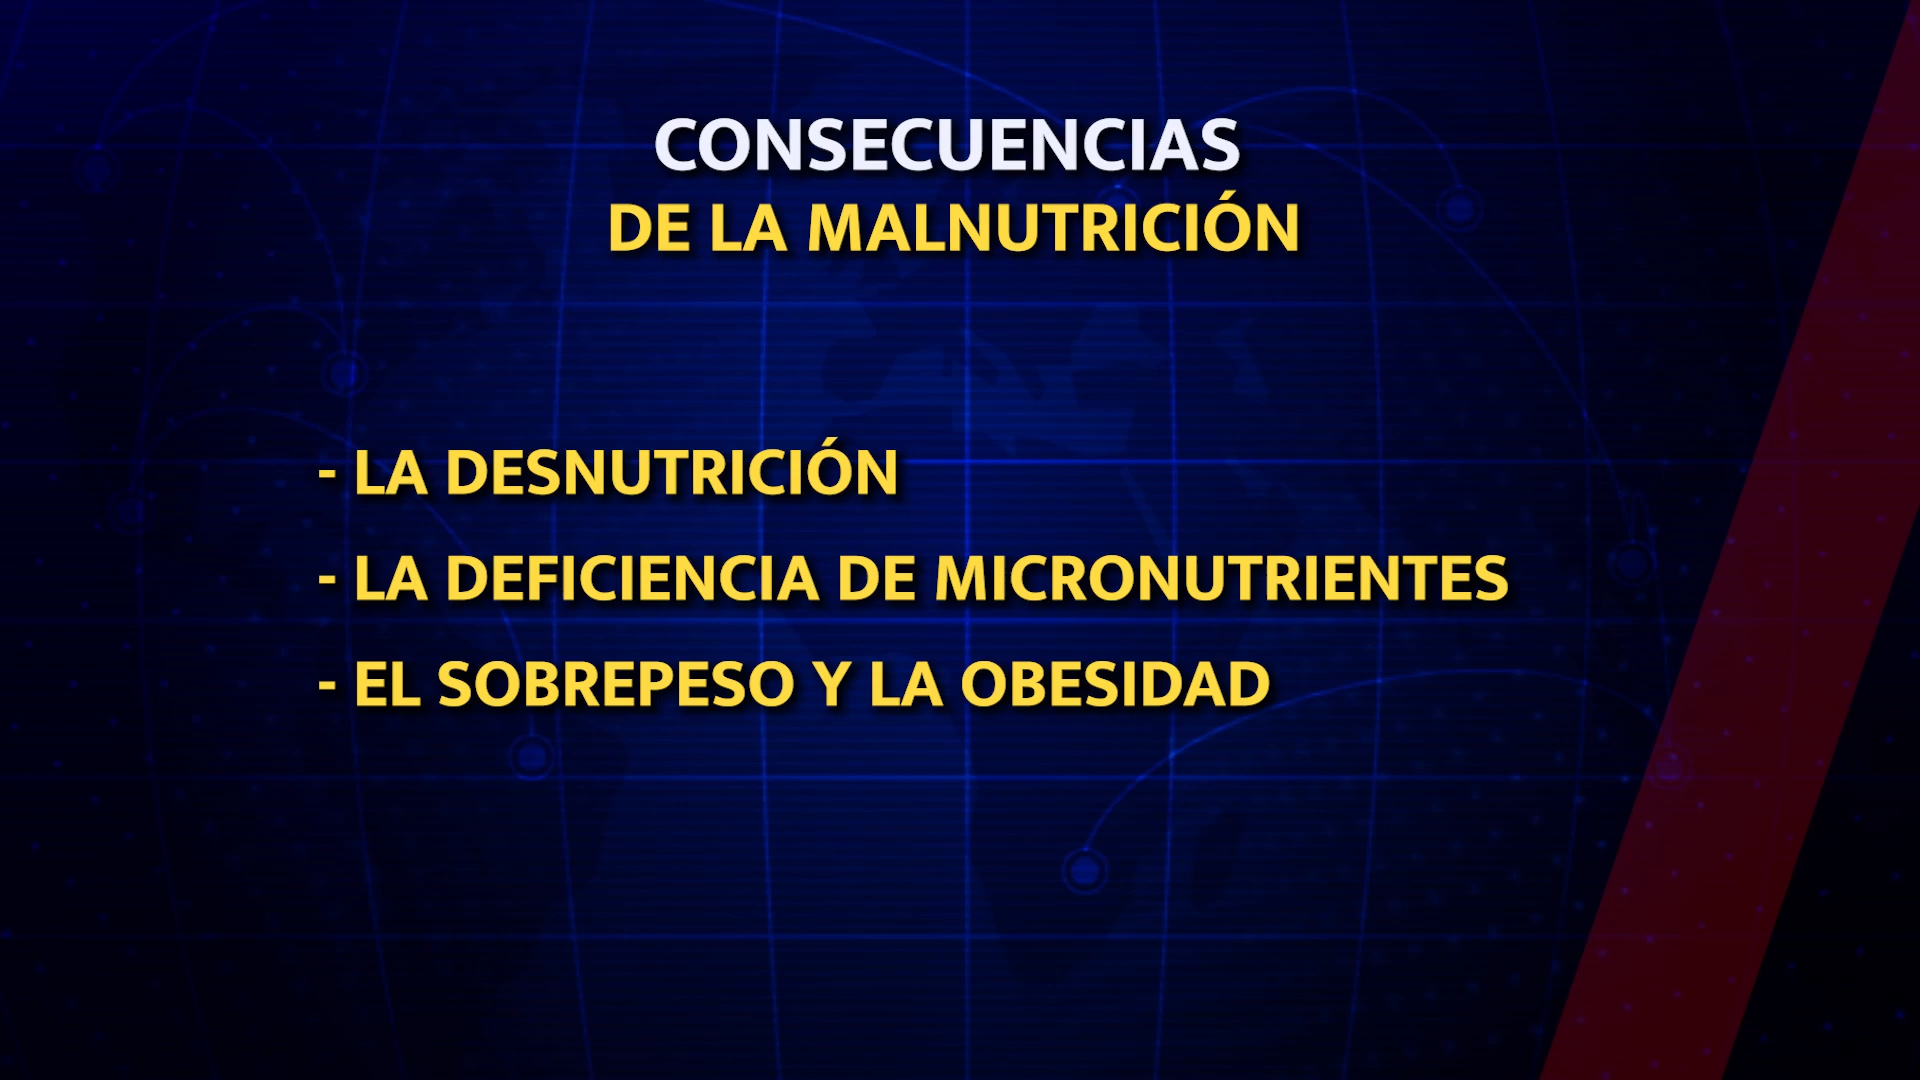 CONSECUENCIAS
DE LA MALNUTRICIÓN
- LA DESNUTRICIÓN
- LA DEFICIENCIA DE MICRONUTRIENTES
- EL SOBREPESO Y LA OBESIDAD